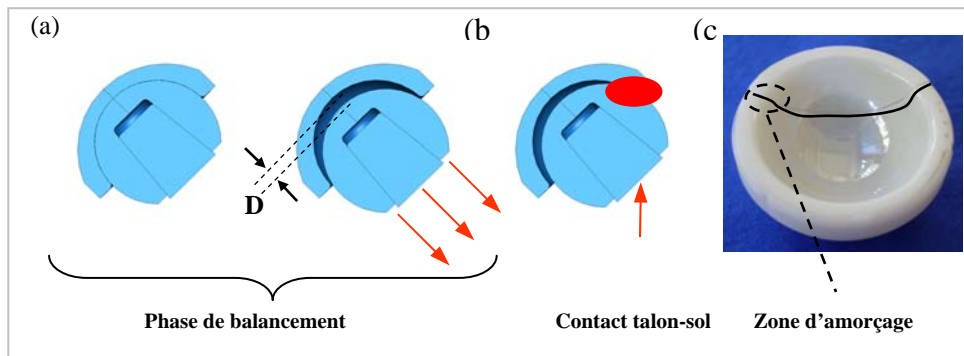 (a)
(b
(c
D
Phase de balancement
Contact talon-sol
Zone d'amorçage